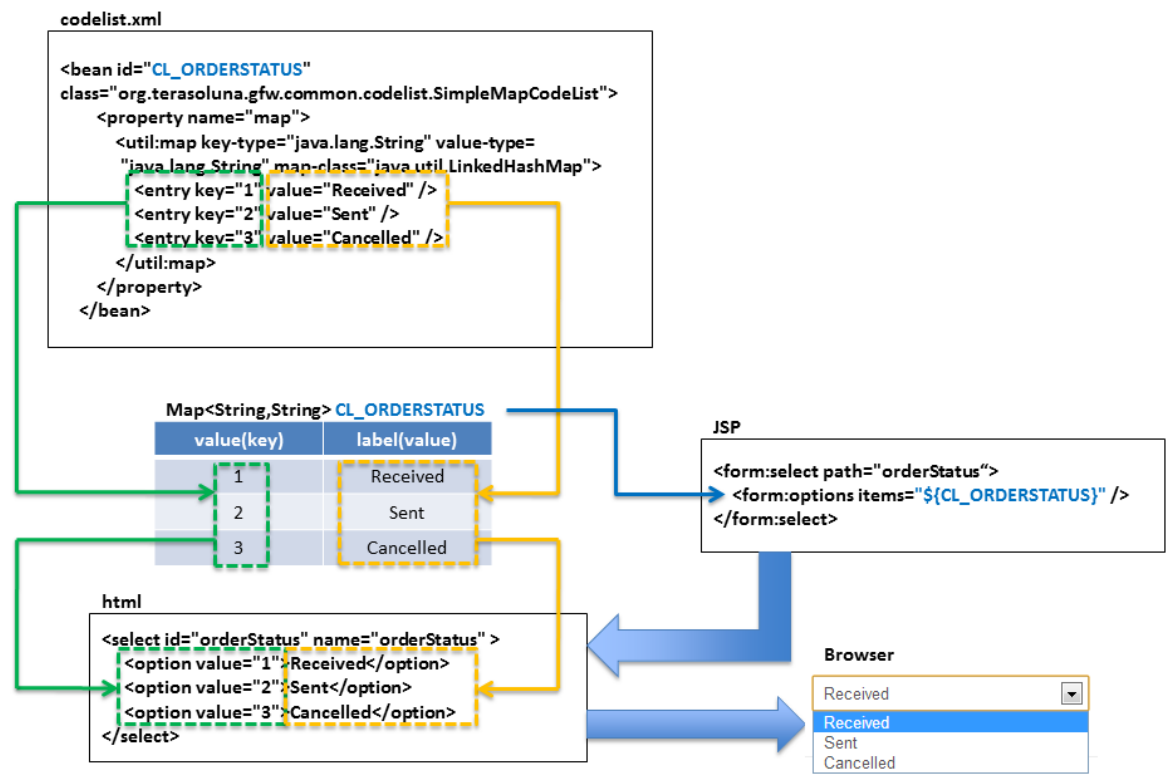 codelist.xml
<bean id="CL_ORDERSTATUS"
class="org.terasoluna.gfw.common.codelist.SimpleMapCodeList">
<property name="map">
<util:map key-type="java.lang.String" value-type=
"java.lang.String" map-class="java.util.LinkedHashMap">
<entry key="1" value="Received" />
<entry key="2" value="Sent" />
<entry key="3" value="Cancelled" />
</util:map>
</property>
</bean>
Map<String,String> CL_ORDERSTATUS
value(key) label(value)
1 Received
2 Sent
3 Cancelled
JSP
<form:select path="orderStatus“>
<form:options items="${CL_ORDERSTATUS}" />
</form:select>
html
<select id="orderStatus" name="orderStatus" >
<option value="1">Received</option>
<option value="2">Sent</option>
<option value="3">Cancelled</option>
</select>
Browser
Received
Received
Sent
Cancelled